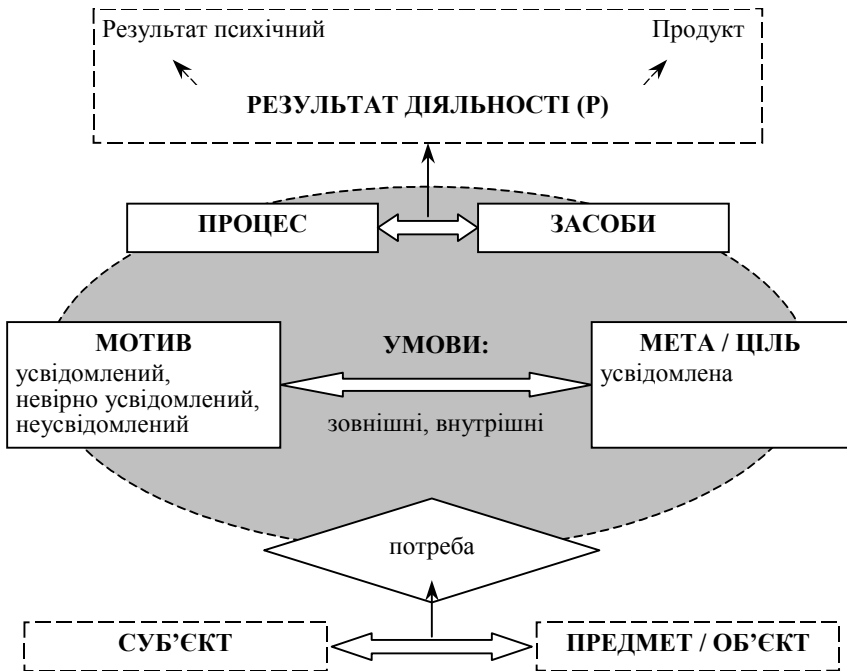 Результат психічний
Продукт
РЕЗУЛЬТАТ ДІЯЛЬНОСТІ (Р)
ПРОЦЕС
ЗАСОБИ
МОТИВ
усвідомлений,
невірно усвідомлений,
неусвідомлений
УМОВИ:
зовнішні, внутрішні
МЕТА / ЦІЛЬ
усвідомлена
потреба
СУБ’ЄКТ
ПРЕДМЕТ / ОБ’ЄКТ